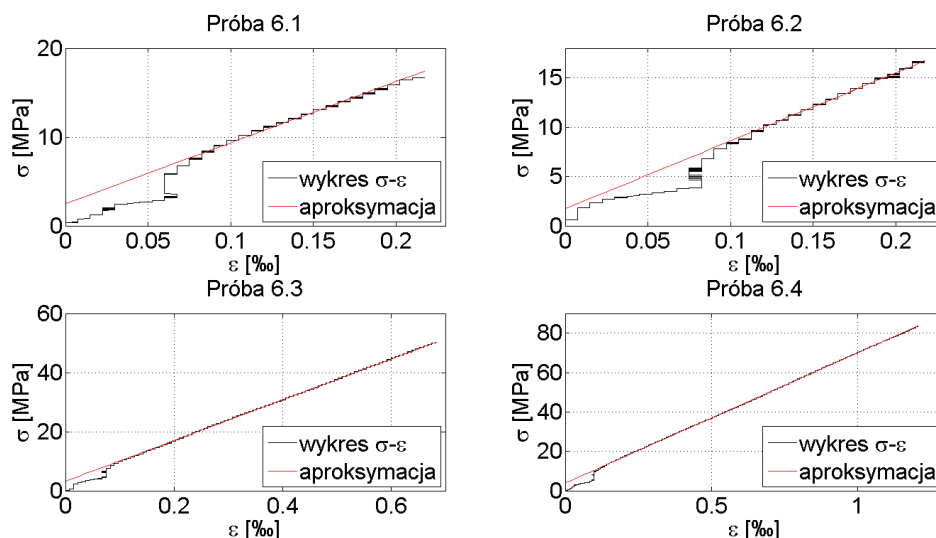 Próba 6.1
20
10
0
0
0.05
0.1
0.15
0.2
σ [MPa]
ε [‰]
wykres σ-ε
aproksymacja
Próba 6.2
15
10
5
0
0
0.05
0.1
0.15
0.2
σ [MPa]
ε [‰]
wykres σ-ε
aproksymacja
Próba 6.3
60
40
20
0
0
0.2
0.4
0.6
σ [MPa]
ε [‰]
wykres σ-ε
aproksymacja
Próba 6.4
80
60
40
20
0
0
0.5
1
σ [MPa]
ε [‰]
wykres σ-ε
aproksymacja